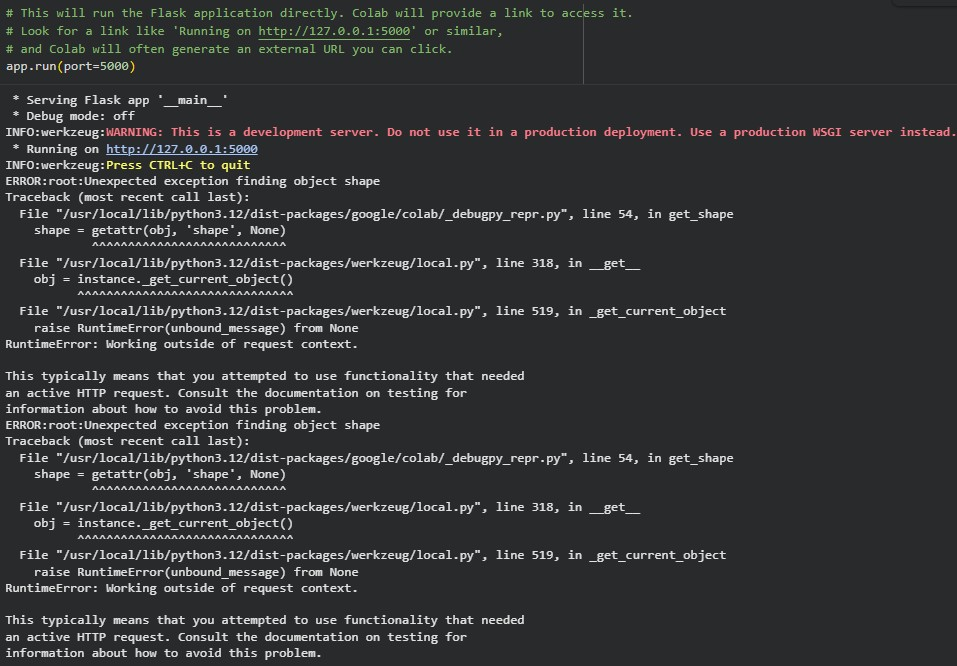 # This will run the Flask application directly. Colab will provide a link to access it.
# Look for a link like 'Running on http://127.0.0.1:5000' or similar,
# and Colab will often generate an external URL you can click.
app.run(port=5000)
 * Serving Flask app '__main__'
 * Debug mode: off
INFO:werkzeug:WARNING: This is a development server. Do not use it in a production deployment. Use a production WSGI server instead.
 * Running on http://127.0.0.1:5000
INFO:werkzeug:Press CTRL+C to quit
ERROR:root:Unexpected exception finding object shape
Traceback (most recent call last):
  File "/usr/local/lib/python3.12/dist-packages/google/colab/_debugpy_repr.py", line 54, in get_shape
    shape = getattr(obj, 'shape', None)
            ^^^^^^^^^^^^^^^^^^^^^^^^^^^
  File "/usr/local/lib/python3.12/dist-packages/werkzeug/local.py", line 318, in __get__
    obj = instance._get_current_object()
          ^^^^^^^^^^^^^^^^^^^^^^^^^^^^^^
  File "/usr/local/lib/python3.12/dist-packages/werkzeug/local.py", line 519, in _get_current_object
    raise RuntimeError(unbound_message) from None
RuntimeError: Working outside of request context.

This typically means that you attempted to use functionality that needed
an active HTTP request. Consult the documentation on testing for
information about how to avoid this problem.
ERROR:root:Unexpected exception finding object shape
Traceback (most recent call last):
  File "/usr/local/lib/python3.12/dist-packages/google/colab/_debugpy_repr.py", line 54, in get_shape
    shape = getattr(obj, 'shape', None)
            ^^^^^^^^^^^^^^^^^^^^^^^^^^^
  File "/usr/local/lib/python3.12/dist-packages/werkzeug/local.py", line 318, in __get__
    obj = instance._get_current_object()
          ^^^^^^^^^^^^^^^^^^^^^^^^^^^^^^
  File "/usr/local/lib/python3.12/dist-packages/werkzeug/local.py", line 519, in _get_current_object
    raise RuntimeError(unbound_message) from None
RuntimeError: Working outside of request context.

This typically means that you attempted to use functionality that needed
an active HTTP request. Consult the documentation on testing for
information about how to avoid this problem.